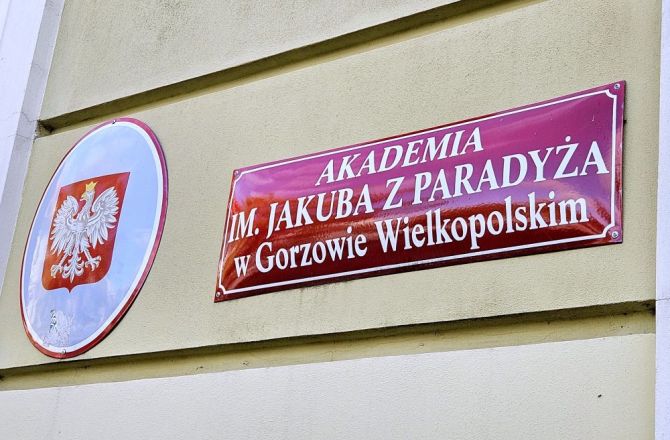 AKADEMIA
IM. JAKUBA Z PARADYŻA
w Gorzowie Wielkopolskim